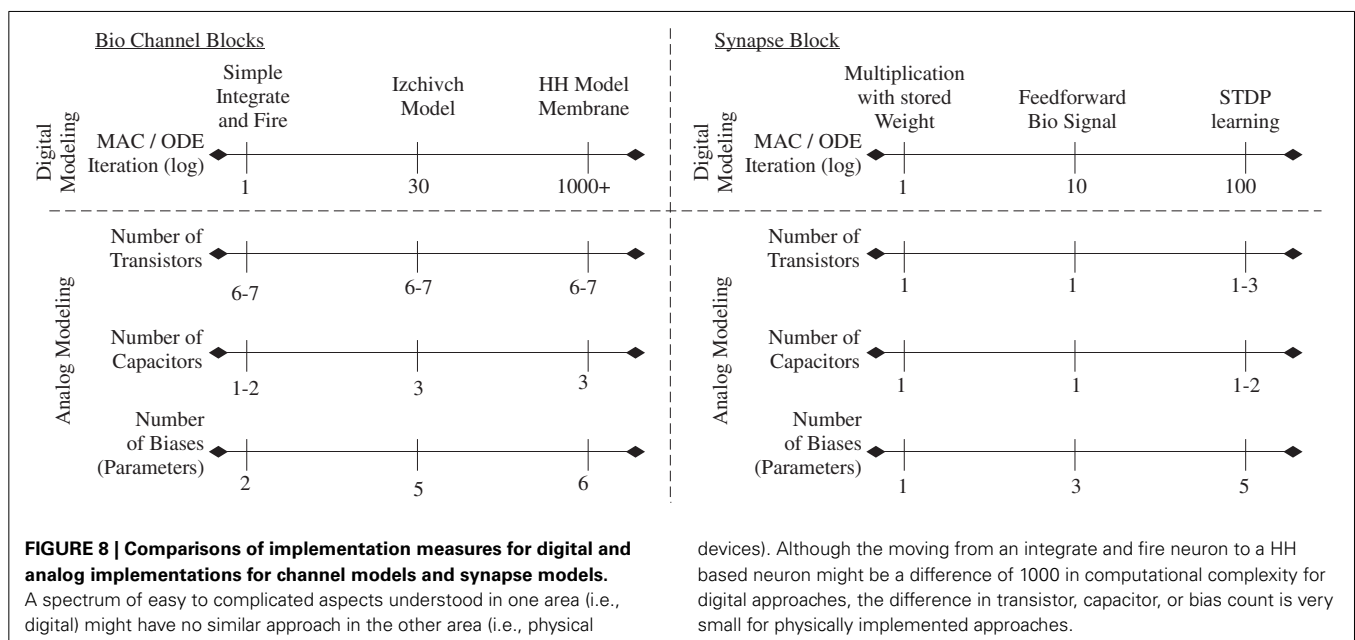 Bio Channel Blocks
Simple
Integrate
and Fire
Izchivch
Model
HH Model
Membrane
Digital
Modeling
MAC / ODE
Iteration (log)
1
30
1000+
Analog Modeling
Number of
Transistors
6-7
6-7
6-7
Number of
Capacitors
1-2
3
3
Number
of Biases
(Parameters)
2
5
6
Synapse Block
Multiplication
with stored
Weight
Feedforward
Bio Signal
STDP
learning
Digital
Modeling
MAC / ODE
Iteration (log)
1
10
100
Analog Modeling
Number of
Transistors
1
1
1-3
Number of
Capacitors
1
1
1-2
Number
of Biases
(Parameters)
1
3
5
FIGURE 8 | Comparisons of implementation measures for digital and
analog implementations for channel models and synapse models.
A spectrum of easy to complicated aspects understood in one area (i.e.,
digital) might have no similar approach in the other area (i.e., physical
devices). Although the moving from an integrate and fire neuron to a HH
based neuron might be a difference of 1000 in computational complexity for
digital approaches, the difference in transistor, capacitor, or bias count is very
small for physically implemented approaches.